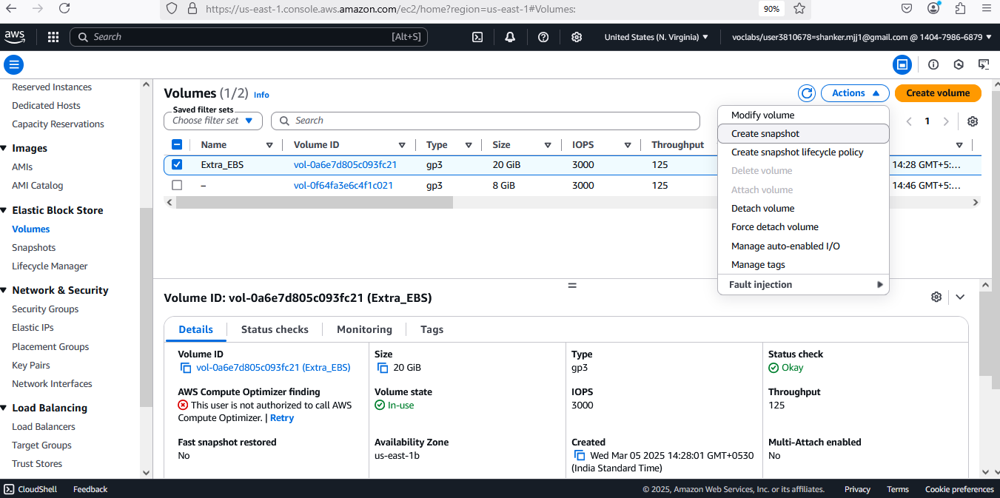 https://us-east-1.console.aws.amazon.com/ec2/home?region=us-east-1#Volumes:
90%
aws
Search [Alt+S]
United States (N. Virginia)
voclabs/user3810678=shanker.mjj1@gmail.com @ 1404-7986-6879
Reserved Instances
Dedicated Hosts
Capacity Reservations
Images
AMIs
AMI Catalog
Elastic Block Store
Volumes
Snapshots
Lifecycle Manager
Network & Security
Security Groups
Elastic IPs
Placement Groups
Key Pairs
Network Interfaces
Load Balancing
Load Balancers
Target Groups
Trust Stores
Volumes (1/2) Info
Actions
Create volume
Saved filter sets
Choose filter set
Search
1
Name Volume ID Type Size IOPS Throughput
Extra_EBS vol-0a6e7d805c093fc21 gp3 20 GiB 3000 125 14:28 GMT+5:...
– vol-0f64fa3e6c4f1c021 gp3 8 GiB 3000 125 14:46 GMT+5:...
Modify volume
Create snapshot
Create snapshot lifecycle policy
Delete volume
Attach volume
Detach volume
Force detach volume
Manage auto-enabled I/O
Manage tags
Fault injection
Volume ID: vol-0a6e7d805c093fc21 (Extra_EBS)
Details Status checks Monitoring Tags
Volume ID
vol-0a6e7d805c093fc21 (Extra_EBS)
Size
20 GiB
Type
gp3
Status check
Okay
AWS Compute Optimizer finding
This user is not authorized to call AWS
Compute Optimizer. | Retry
Volume state
In-use
IOPS
3000
Throughput
125
Fast snapshot restored
No
Availability Zone
us-east-1b
Created
Wed Mar 05 2025 14:28:01 GMT+0530
(India Standard Time)
Multi-Attach enabled
No
CloudShell Feedback
© 2025, Amazon Web Services, Inc. or its affiliates. Privacy Terms Cookie preferences